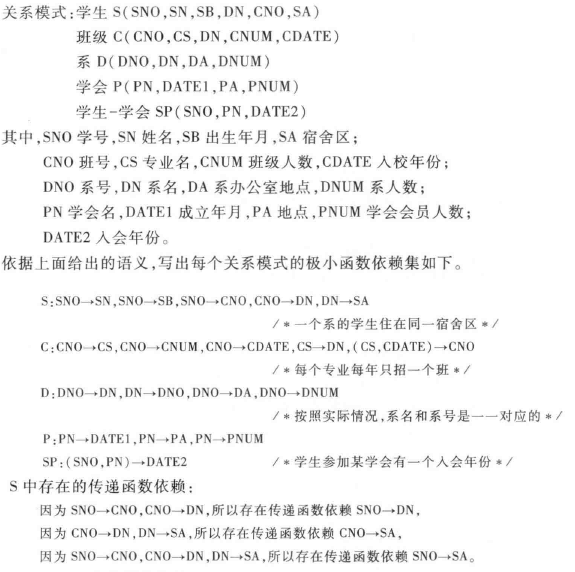 关系模式:学生 S(SNO,SN,SB,DN,CNO,SA)
班级 C(CNO,CS,DN,CNUM,CDATE)
系 D(DNO,DN,DA,DNUM)
学会 P(PN,DATE1,PA,PNUM)
学生-学会 SP(SNO,PN,DATE2)
其中,SNO 学号,SN 姓名,SB 出生年月,SA 宿舍区;
CNO 班号,CS 专业名,CNUM 班级人数,CDATE 入校年份;
DNO 系号,DN 系名,DA 系办公室地点,DNUM 系人数;
PN 学会名,DATE1 成立年月,PA 地点,PNUM 学会会员人数;
DATE2 入会年份。
依据上面给出的语义,写出每个关系模式的极小函数依赖集如下。
S:SNO→SN,SNO→SB,SNO→CNO,CNO→DN,DN→SA
/*一个系的学生住在同一宿舍区*/
C:CNO→CS,CNO→CNUM,CNO→CDATE,CS→DN,(CS,CDATE)→CNO
/*每个专业每年只招一个班*/
D:DNO→DN,DN→DNO,DNO→DA,DNO→DNUM
/*按照实际情况,系名和系号是一一对应的*/
P:PN→DATE1,PN→PA,PN→PNUM
SP:(SNO,PN)→DATE2 /*学生参加某学会有一个入会年份*/
S 中存在的传递函数依赖:
因为 SNO→CNO,CNO→DN,所以存在传递函数依赖 SNO→DN,
因为 CNO→DN,DN→SA,所以存在传递函数依赖 CNO→SA,
因为 SNO→CNO,CNO→DN,DN→SA,所以存在传递函数依赖 SNO→SA。